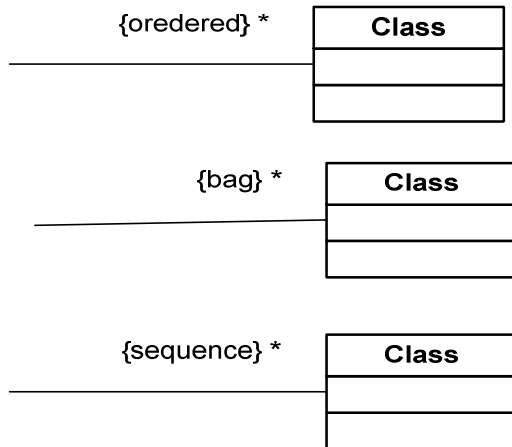 {oredered} *
Class
{bag} *
Class
{sequence} *
Class